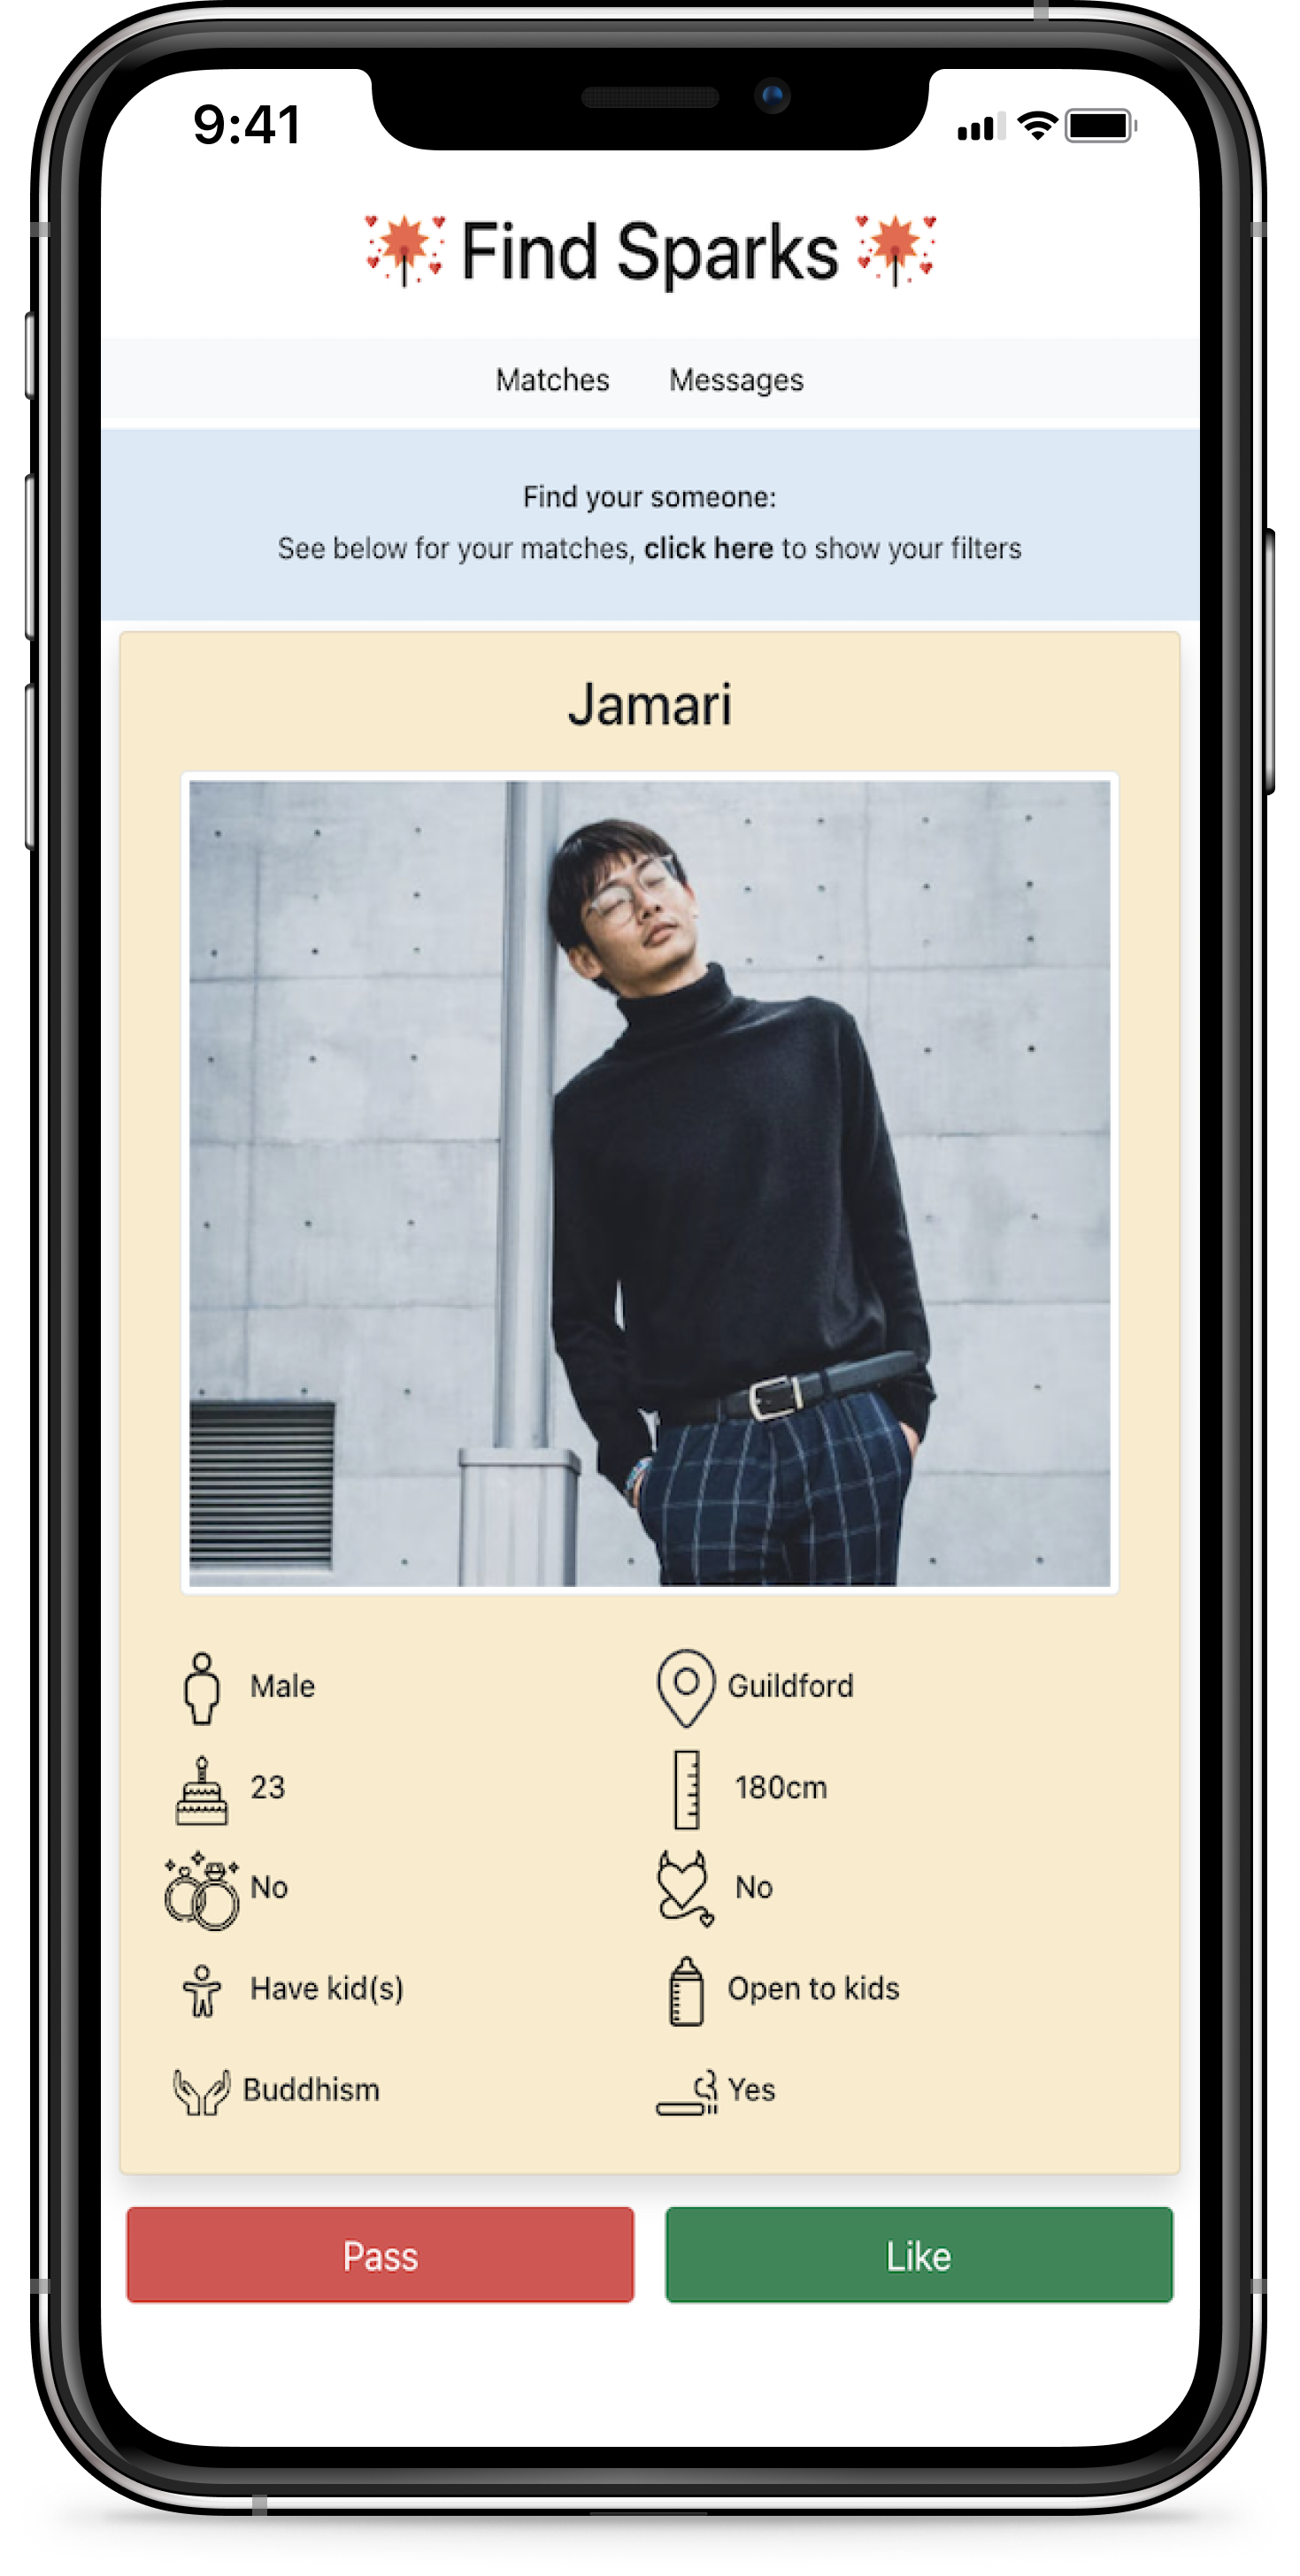 9:41
Find Sparks
Matches Messages
Find your someone:
See below for your matches, click here to show your filters
Jamari
Male Guildford
23 180cm
No No
Have kid(s) Open to kids
Buddhism Yes
Pass Like